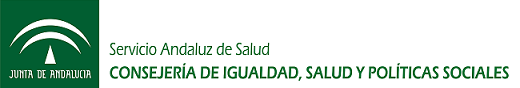 JUNTA DE ANDALUCIA
Servicio Andaluz de Salud
CONSEJERÍA DE IGUALDAD, SALUD Y POLÍTICAS SOCIALES